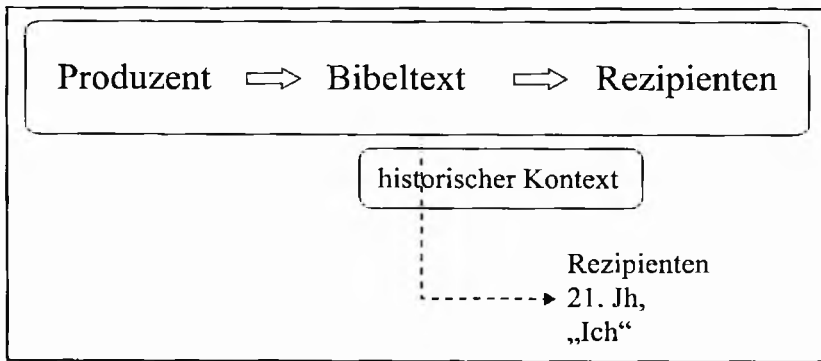 Produzent ⇨ Bibeltext ⇨ Rezipienten
historischer Kontext
Rezipienten
21. Jh,
„Ich“